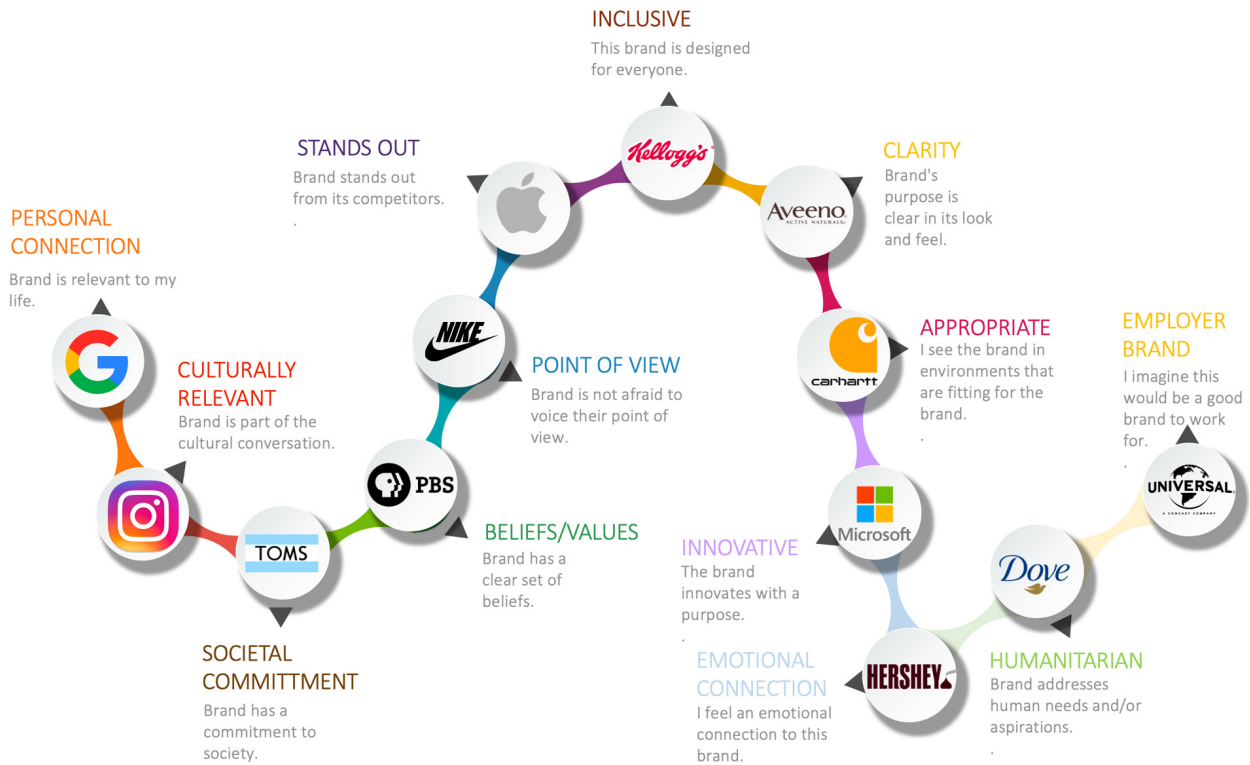 INCLUSIVE
This brand is designed
for everyone.
Kellogg's
STANDS OUT
Brand stands out
from its competitors.
.
CLARITY
Brand's
purpose is
clear in its look
and feel.
Aveeno®
ACTIVE NATURALS®
PERSONAL
CONNECTION
Brand is relevant to my
life.
G
CULTURALLY
RELEVANT
Brand is part of the
cultural conversation.
TOMS
SOCIETAL
COMMITTMENT
Brand has a
commitment to
society.
PBS
BELIEFS/VALUES
Brand has a
clear set of
beliefs.
NIKE
POINT OF VIEW
Brand is not afraid to
voice their point of
view.
carhartt
APPROPRIATE
I see the brand in
environments that
are fitting for the
brand.
.
Microsoft
INNOVATIVE
The brand
innovates with a
purpose.
.
HERSHEY
EMOTIONAL
CONNECTION
I feel an emotional
connection to this
brand.
Dove
HUMANITARIAN
Brand addresses
human needs and/or
aspirations.
.
EMPLOYER
BRAND
I imagine this
would be a good
brand to work
for.
.
UNIVERSAL
A COMCAST COMPANY